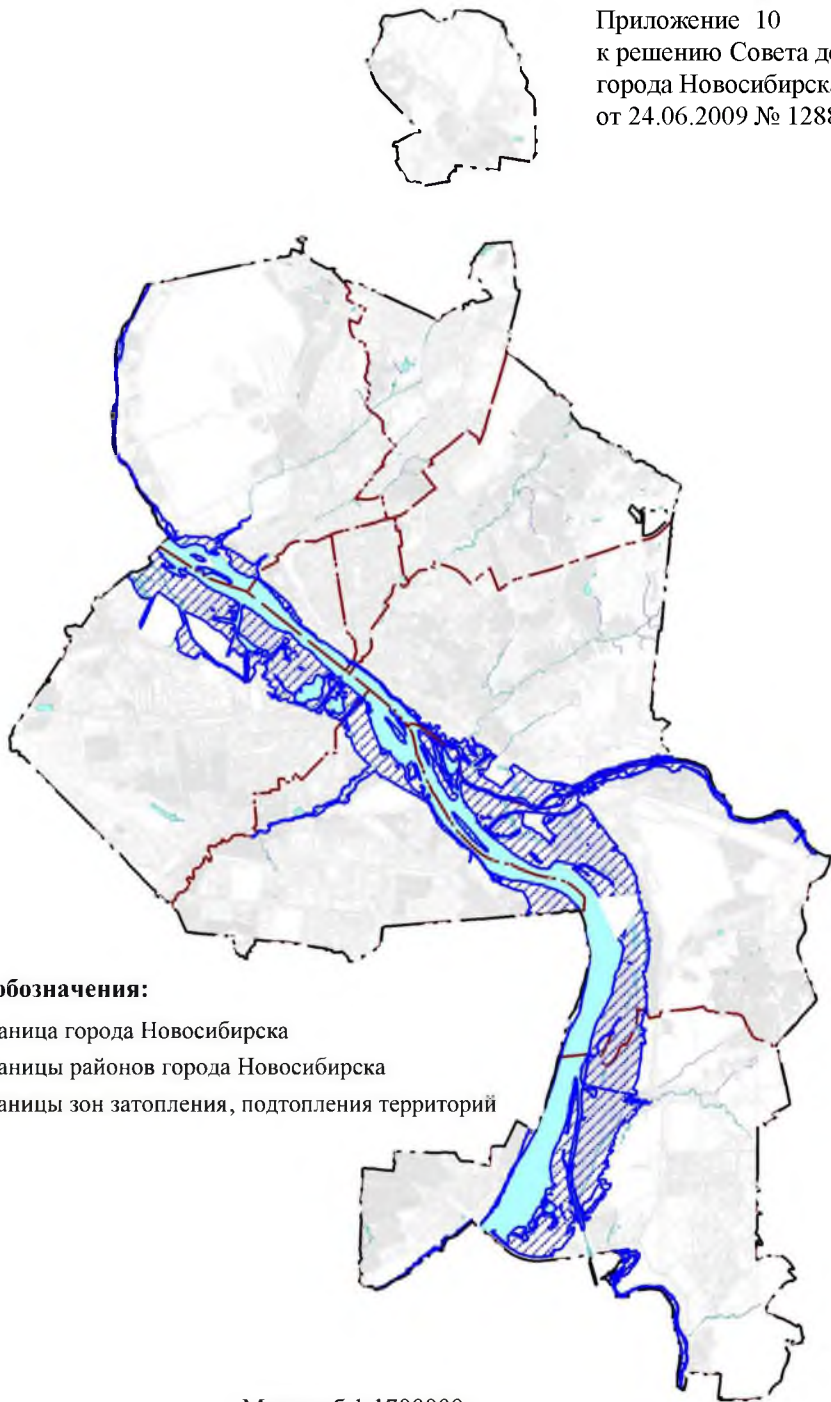 Приложение 10
к решению Совета де
города Новосибирска
от 24.06.2009 № 1288
обозначения:
аница города Новосибирска
аницы районов города Новосибирска
аницы зон затопления, подтопления территорий